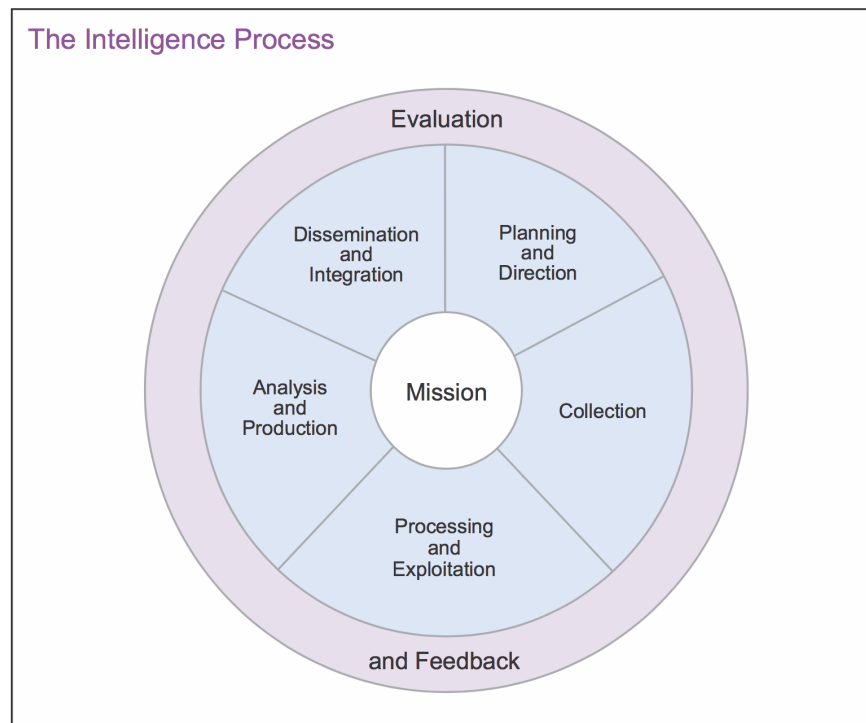 The Intelligence Process
Evaluation
Dissemination
and
Integration
Planning
and
Direction
Analysis
and
Production
Mission
Collection
Processing
and
Exploitation
and Feedback